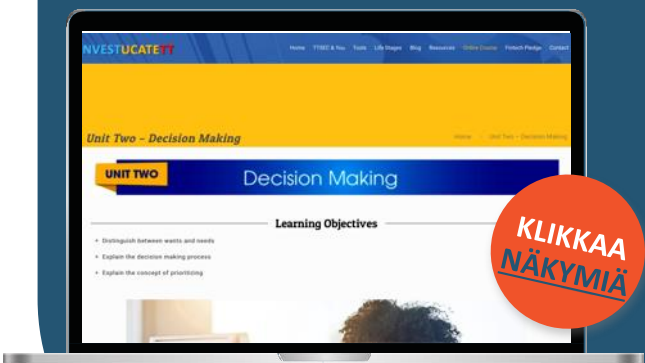 NVESTUCATETT
Home TTSEC & You Tools Life Stages Blog Resources Online Course Fintech Pledge Contact
Unit Two – Decision Making
Home Unit Two – Decision Making
UNIT TWO
Decision Making
Learning Objectives
Distinguish between wants and needs
Explain the decision making process
Explain the concept of prioritizing
KLIKKAA
NÄKYMIÄ